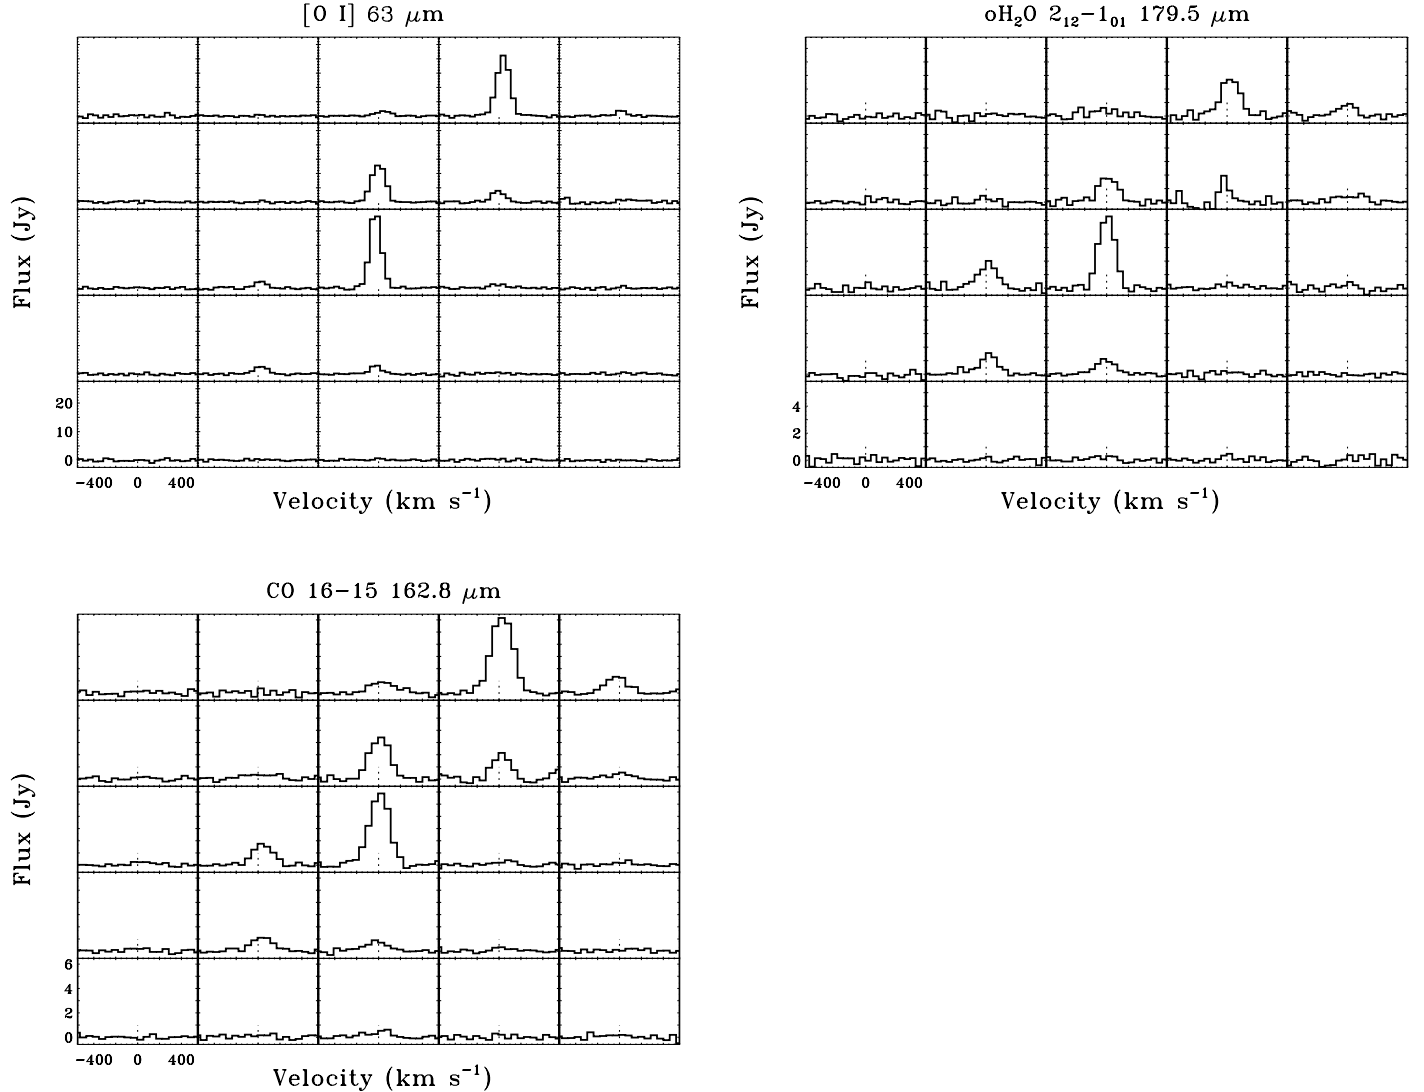 [O I] 63 μm
oH₂O 2₁₂−1₀₁ 179.5 μm
Flux (Jy)
Flux (Jy)
20
10
0
4
2
0
−400 0 400
−400 0 400
Velocity (km s⁻¹)
Velocity (km s⁻¹)
CO 16−15 162.8 μm
Flux (Jy)
6
4
2
0
−400 0 400
Velocity (km s⁻¹)